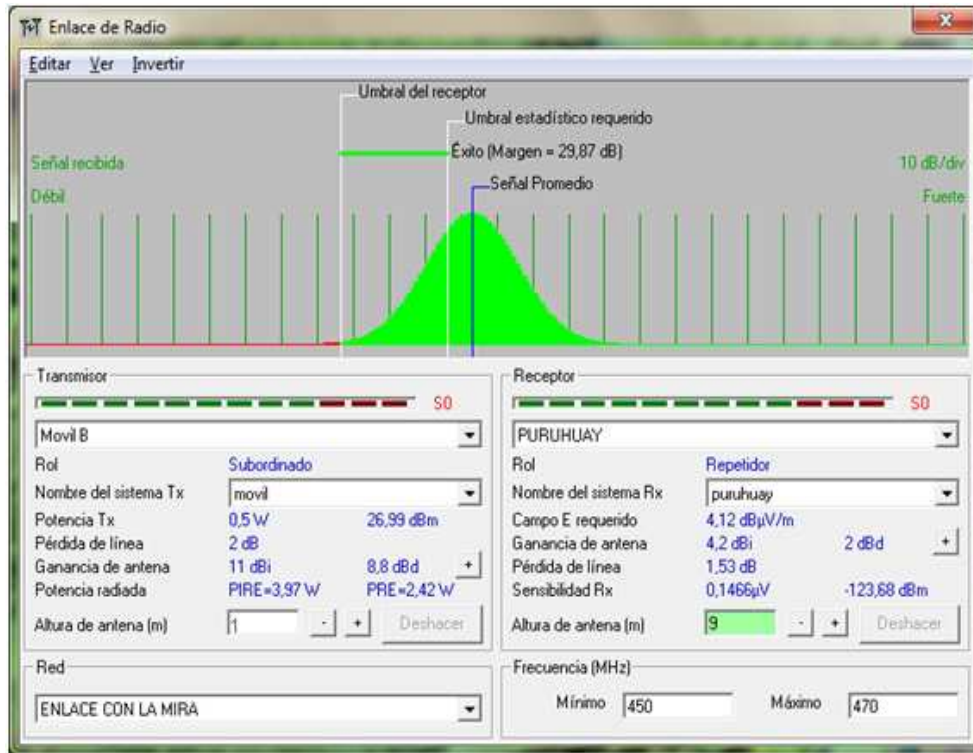 Enlace de Radio
Editar Ver Invertir
Umbral del receptor
Umbral estadístico requerido
Éxito (Margen = 29,87 dB)
Señal recibida 10 dB/div
Señal Promedio
Débil Fuerte
Transmisor
S0
Movil B
Rol Subordinado
Nombre del sistema Tx movil
Potencia Tx 0,5 W 26,99 dBm
Pérdida de línea 2 dB
Ganancia de antena 11 dBi 8,8 dBd +
Potencia radiada PIRE=3,97 W PRE=2,42 W
Altura de antena (m) 1 - + Deshacer
Receptor
S0
PURUHUAY
Rol Repetidor
Nombre del sistema Rx puruhuay
Campo E requerido 4,12 dBµV/m
Ganancia de antena 4,2 dBi 2 dBd +
Pérdida de línea 1,53 dB
Sensibilidad Rx 0,1466µV -123,68 dBm
Altura de antena (m) 9 - + Deshacer
Red
ENLACE CON LA MIRA
Frecuencia (MHz)
Mínimo 450 Máximo 470